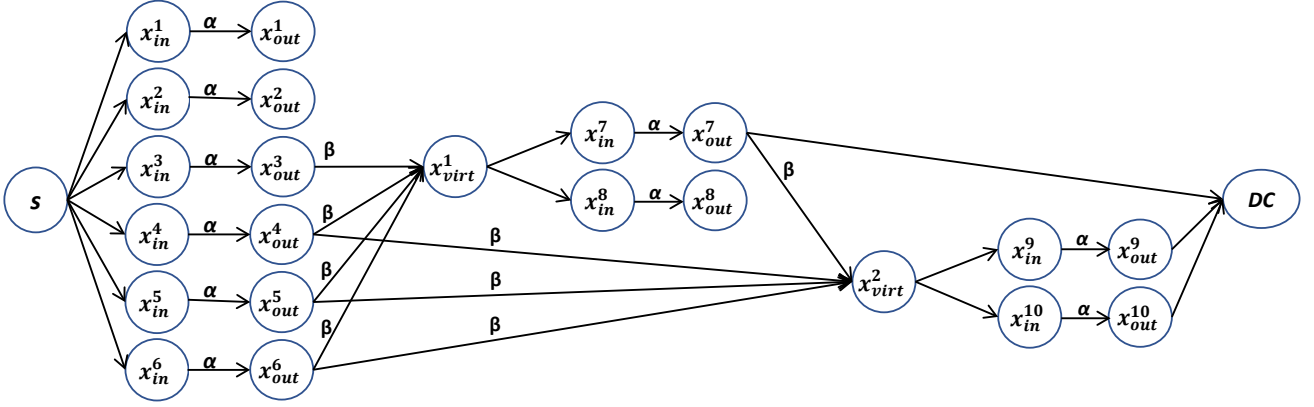 x_in^1 α x_out^1
x_in^2 α x_out^2
x_in^3 α x_out^3 β x_virt^1 x_in^7 α x_out^7
β
s
x_in^4 α x_out^4 β x_in^8 α x_out^8 DC
β
x_in^5 α x_out^5 β β x_virt^2 x_in^9 α x_out^9
x_in^6 α x_out^6 β β x_in^10 α x_out^10